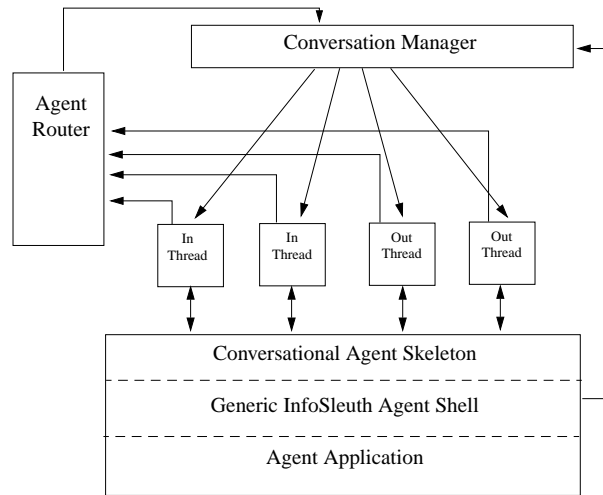 Conversation Manager
Agent
Router
In
Thread
In
Thread
Out
Thread
Out
Thread
Conversational Agent Skeleton
Generic InfoSleuth Agent Shell
Agent Application